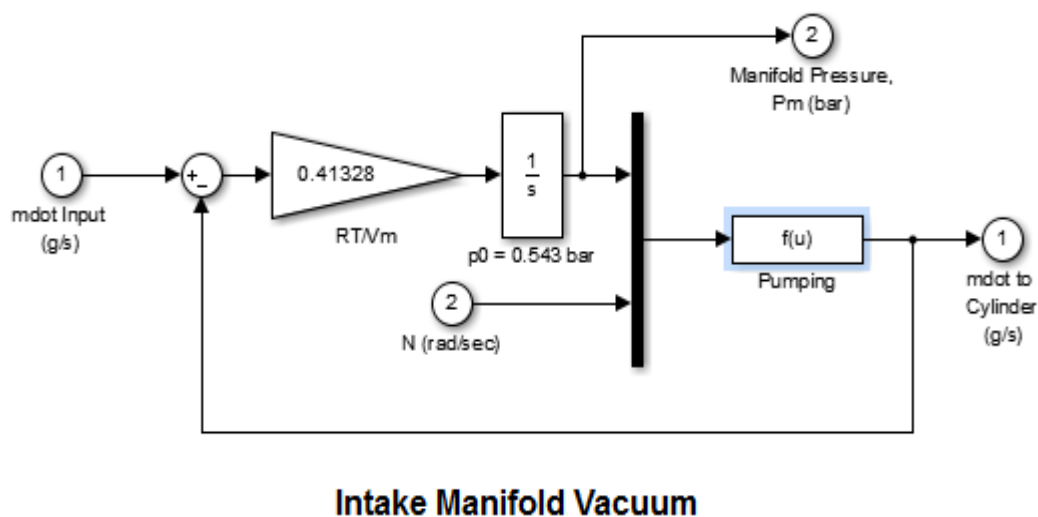 2
Manifold Pressure,
Pm (bar)
1
mdot Input
(g/s)
+
-
0.41328
RT/Vm
1
s
p0 = 0.543 bar
2
N (rad/sec)
f(u)
Pumping
1
mdot to
Cylinder
(g/s)
Intake Manifold Vacuum